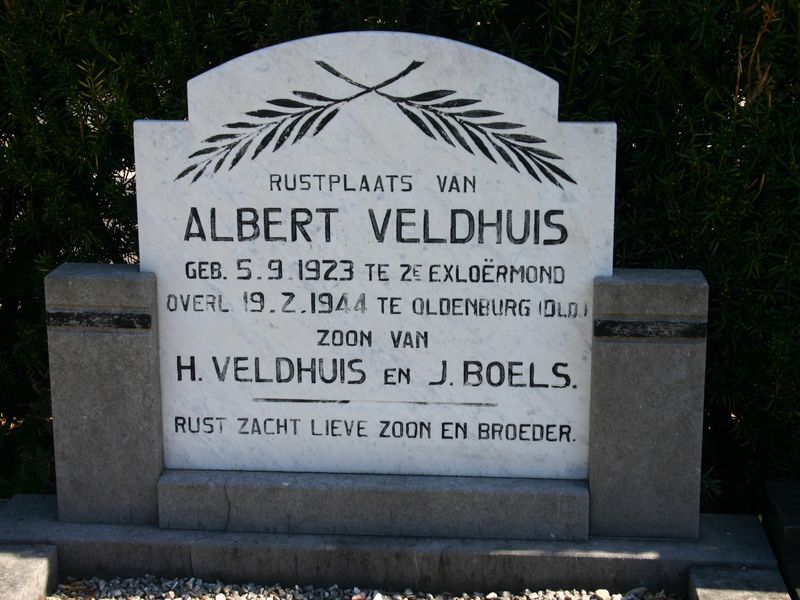 RUSTPLAATS VAN
ALBERT VELDHUIS
GEB. 5.9.1923 TE 2E EXLOËRMOND
OVERL. 19.2.1944 TE OLDENBURG (DLD.)
ZOON VAN
H. VELDHUIS EN J. BOELS.
RUST ZACHT LIEVE ZOON EN BROEDER.